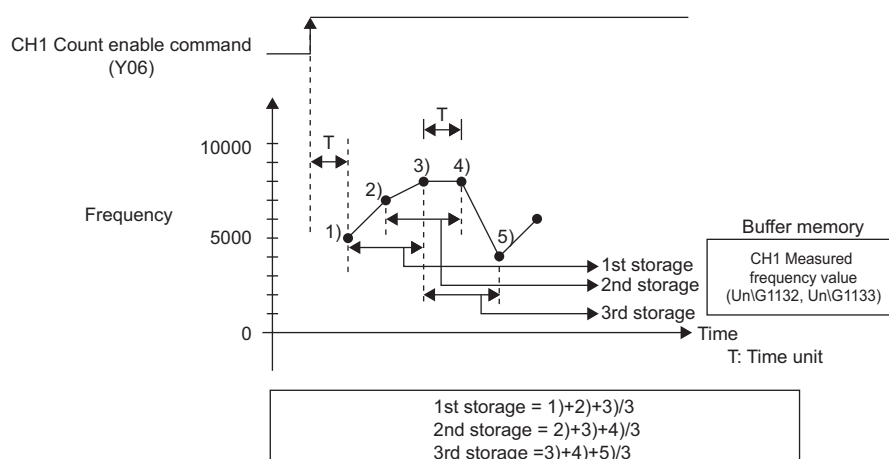 CH1 Count enable command
(Y06)
T
T
10000
3)
4)
2)
Frequency
1)
5000
5)
Buffer memory
CH1 Measured
frequency value
(Un\G1132, Un\G1133)
1st storage
2nd storage
3rd storage
0
Time
T: Time unit
1st storage = 1)+2)+3)/3
2nd storage = 2)+3)+4)/3
3rd storage =3)+4)+5)/3